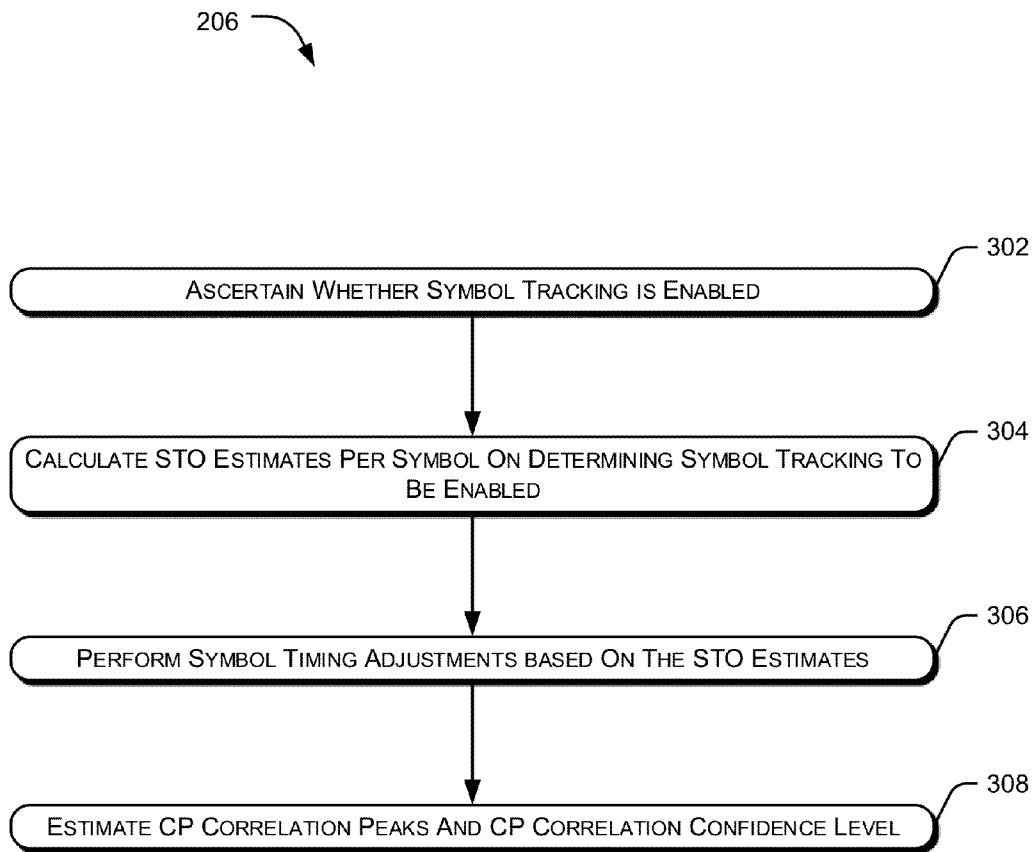 206
302
ASCERTAIN WHETHER SYMBOL TRACKING IS ENABLED
304
CALCULATE STO ESTIMATES PER SYMBOL ON DETERMINING SYMBOL TRACKING TO
BE ENABLED
306
PERFORM SYMBOL TIMING ADJUSTMENTS BASED ON THE STO ESTIMATES
308
ESTIMATE CP CORRELATION PEAKS AND CP CORRELATION CONFIDENCE LEVEL